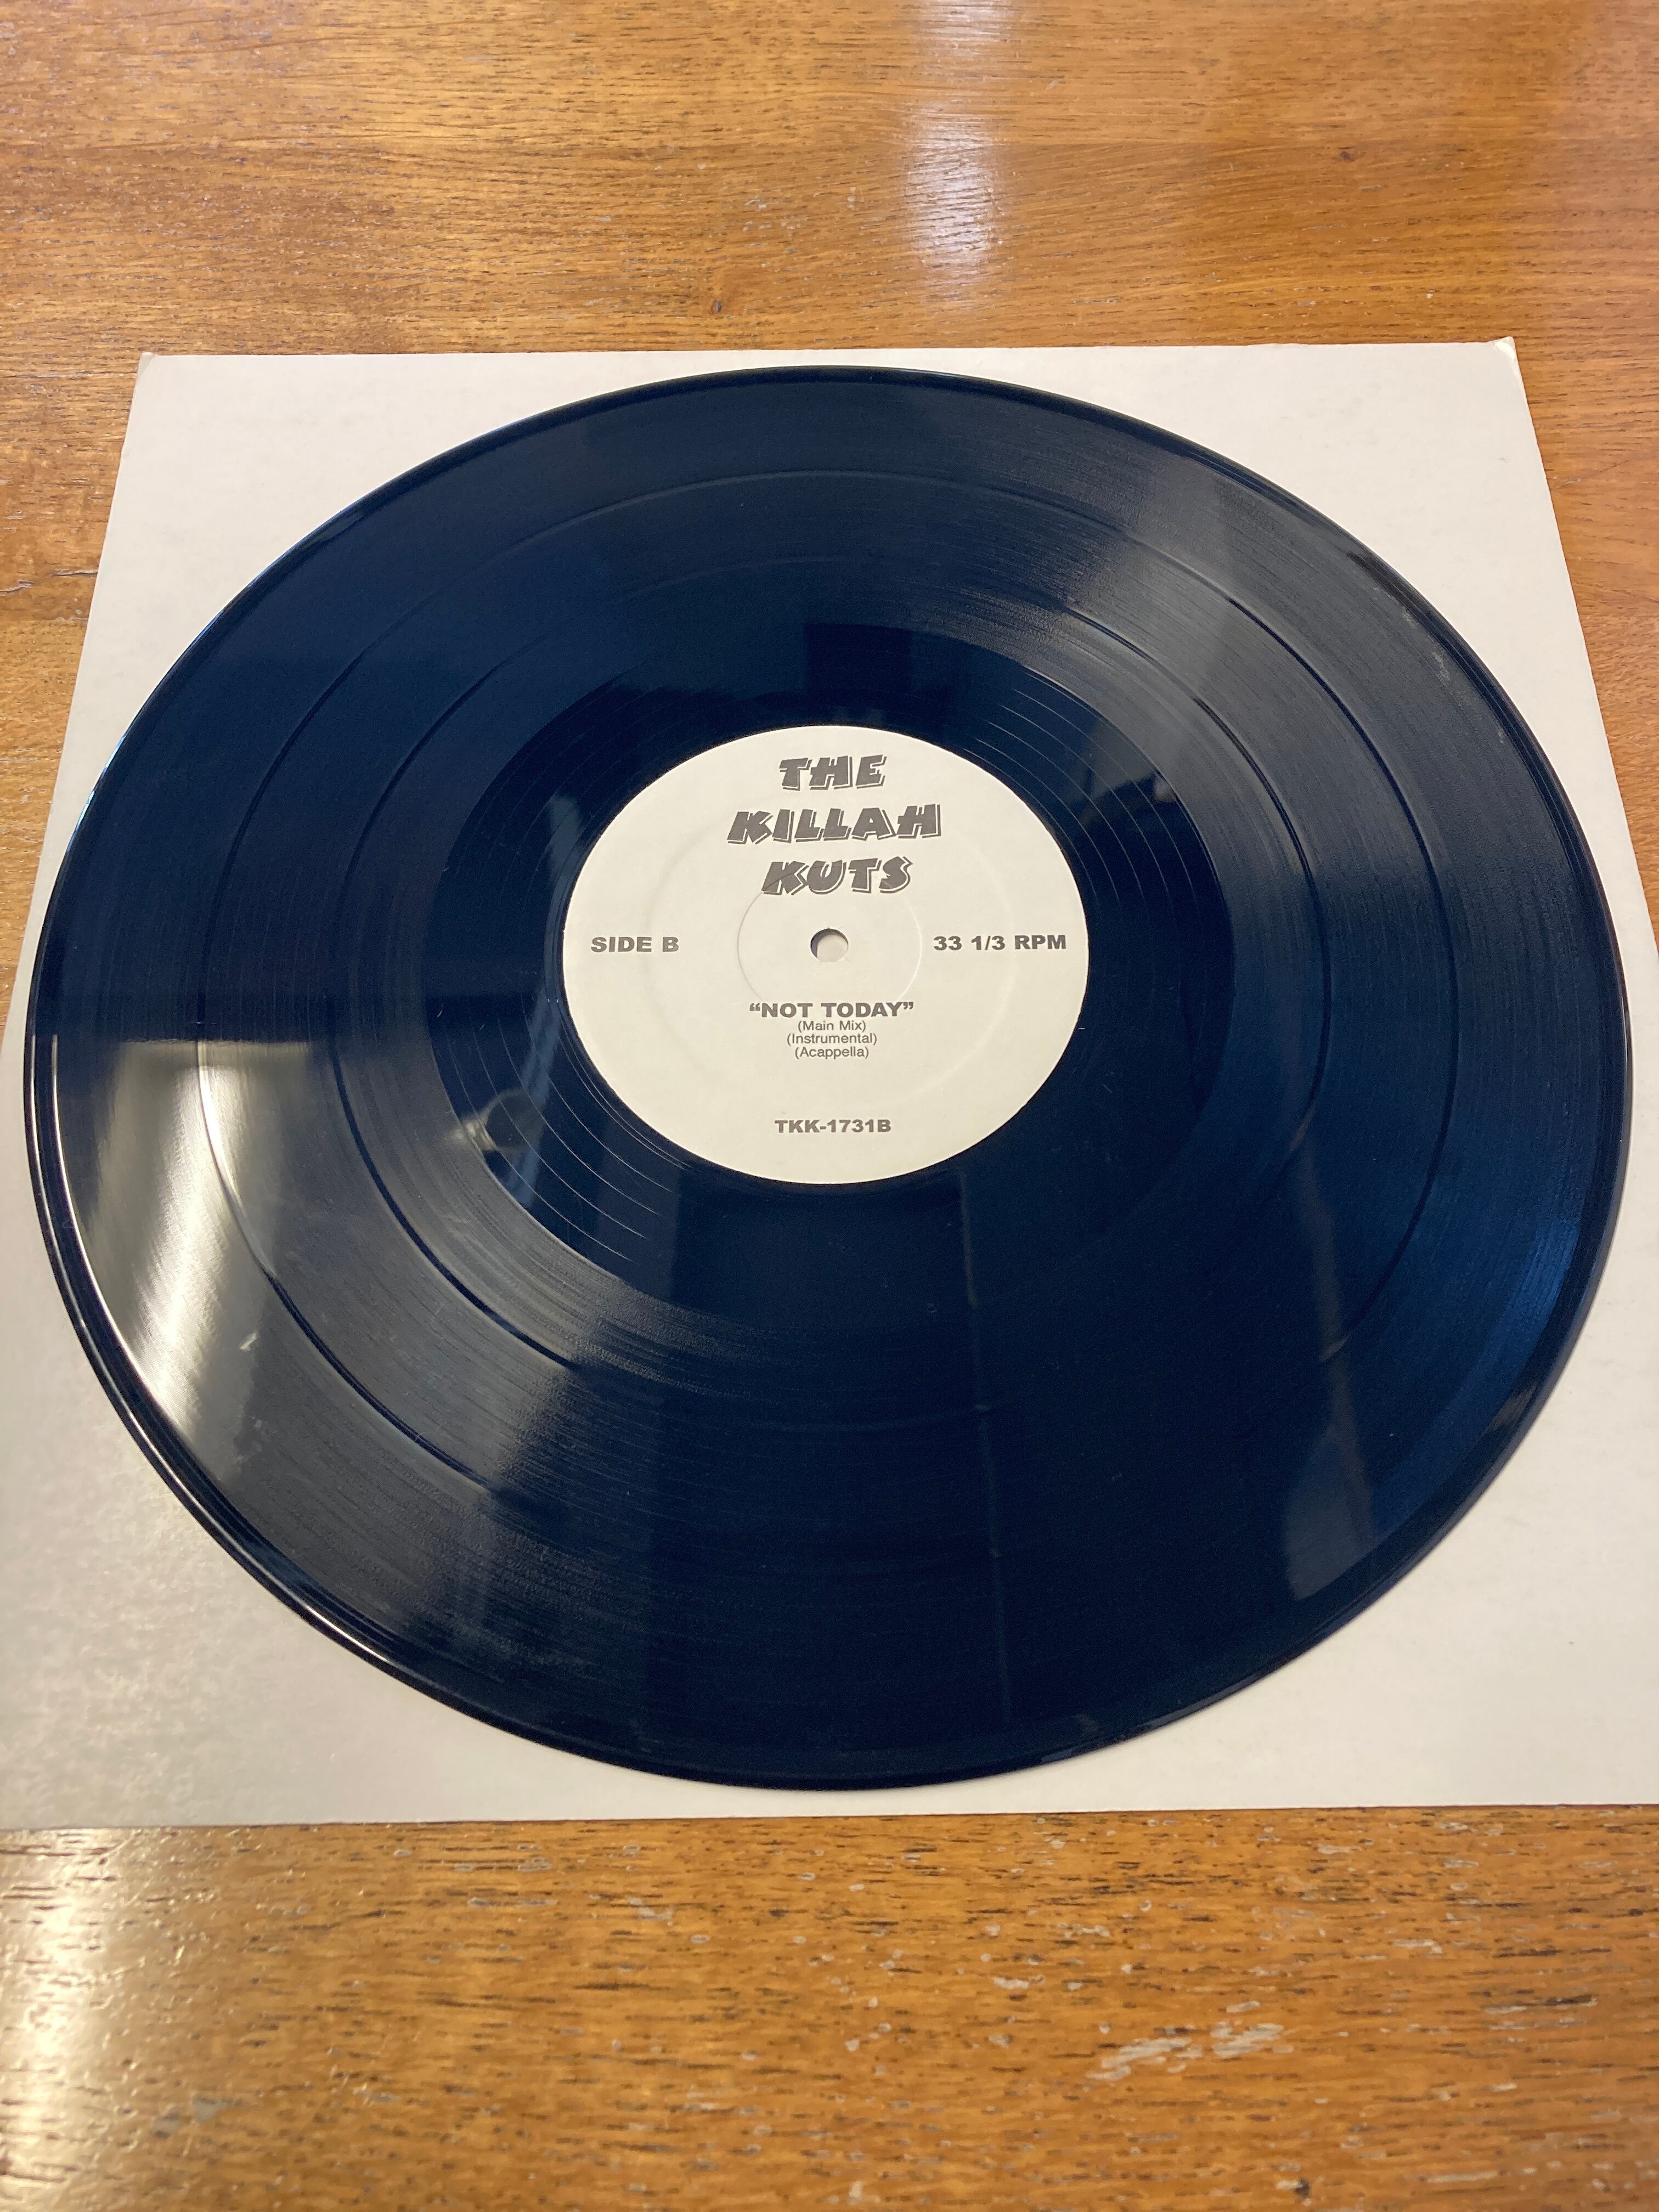 THE
KILLAH
KUTS
SIDE B
33 1/3 RPM
“NOT TODAY”
(Main Mix)
(Instrumental)
(Acappella)
TKK-1731B